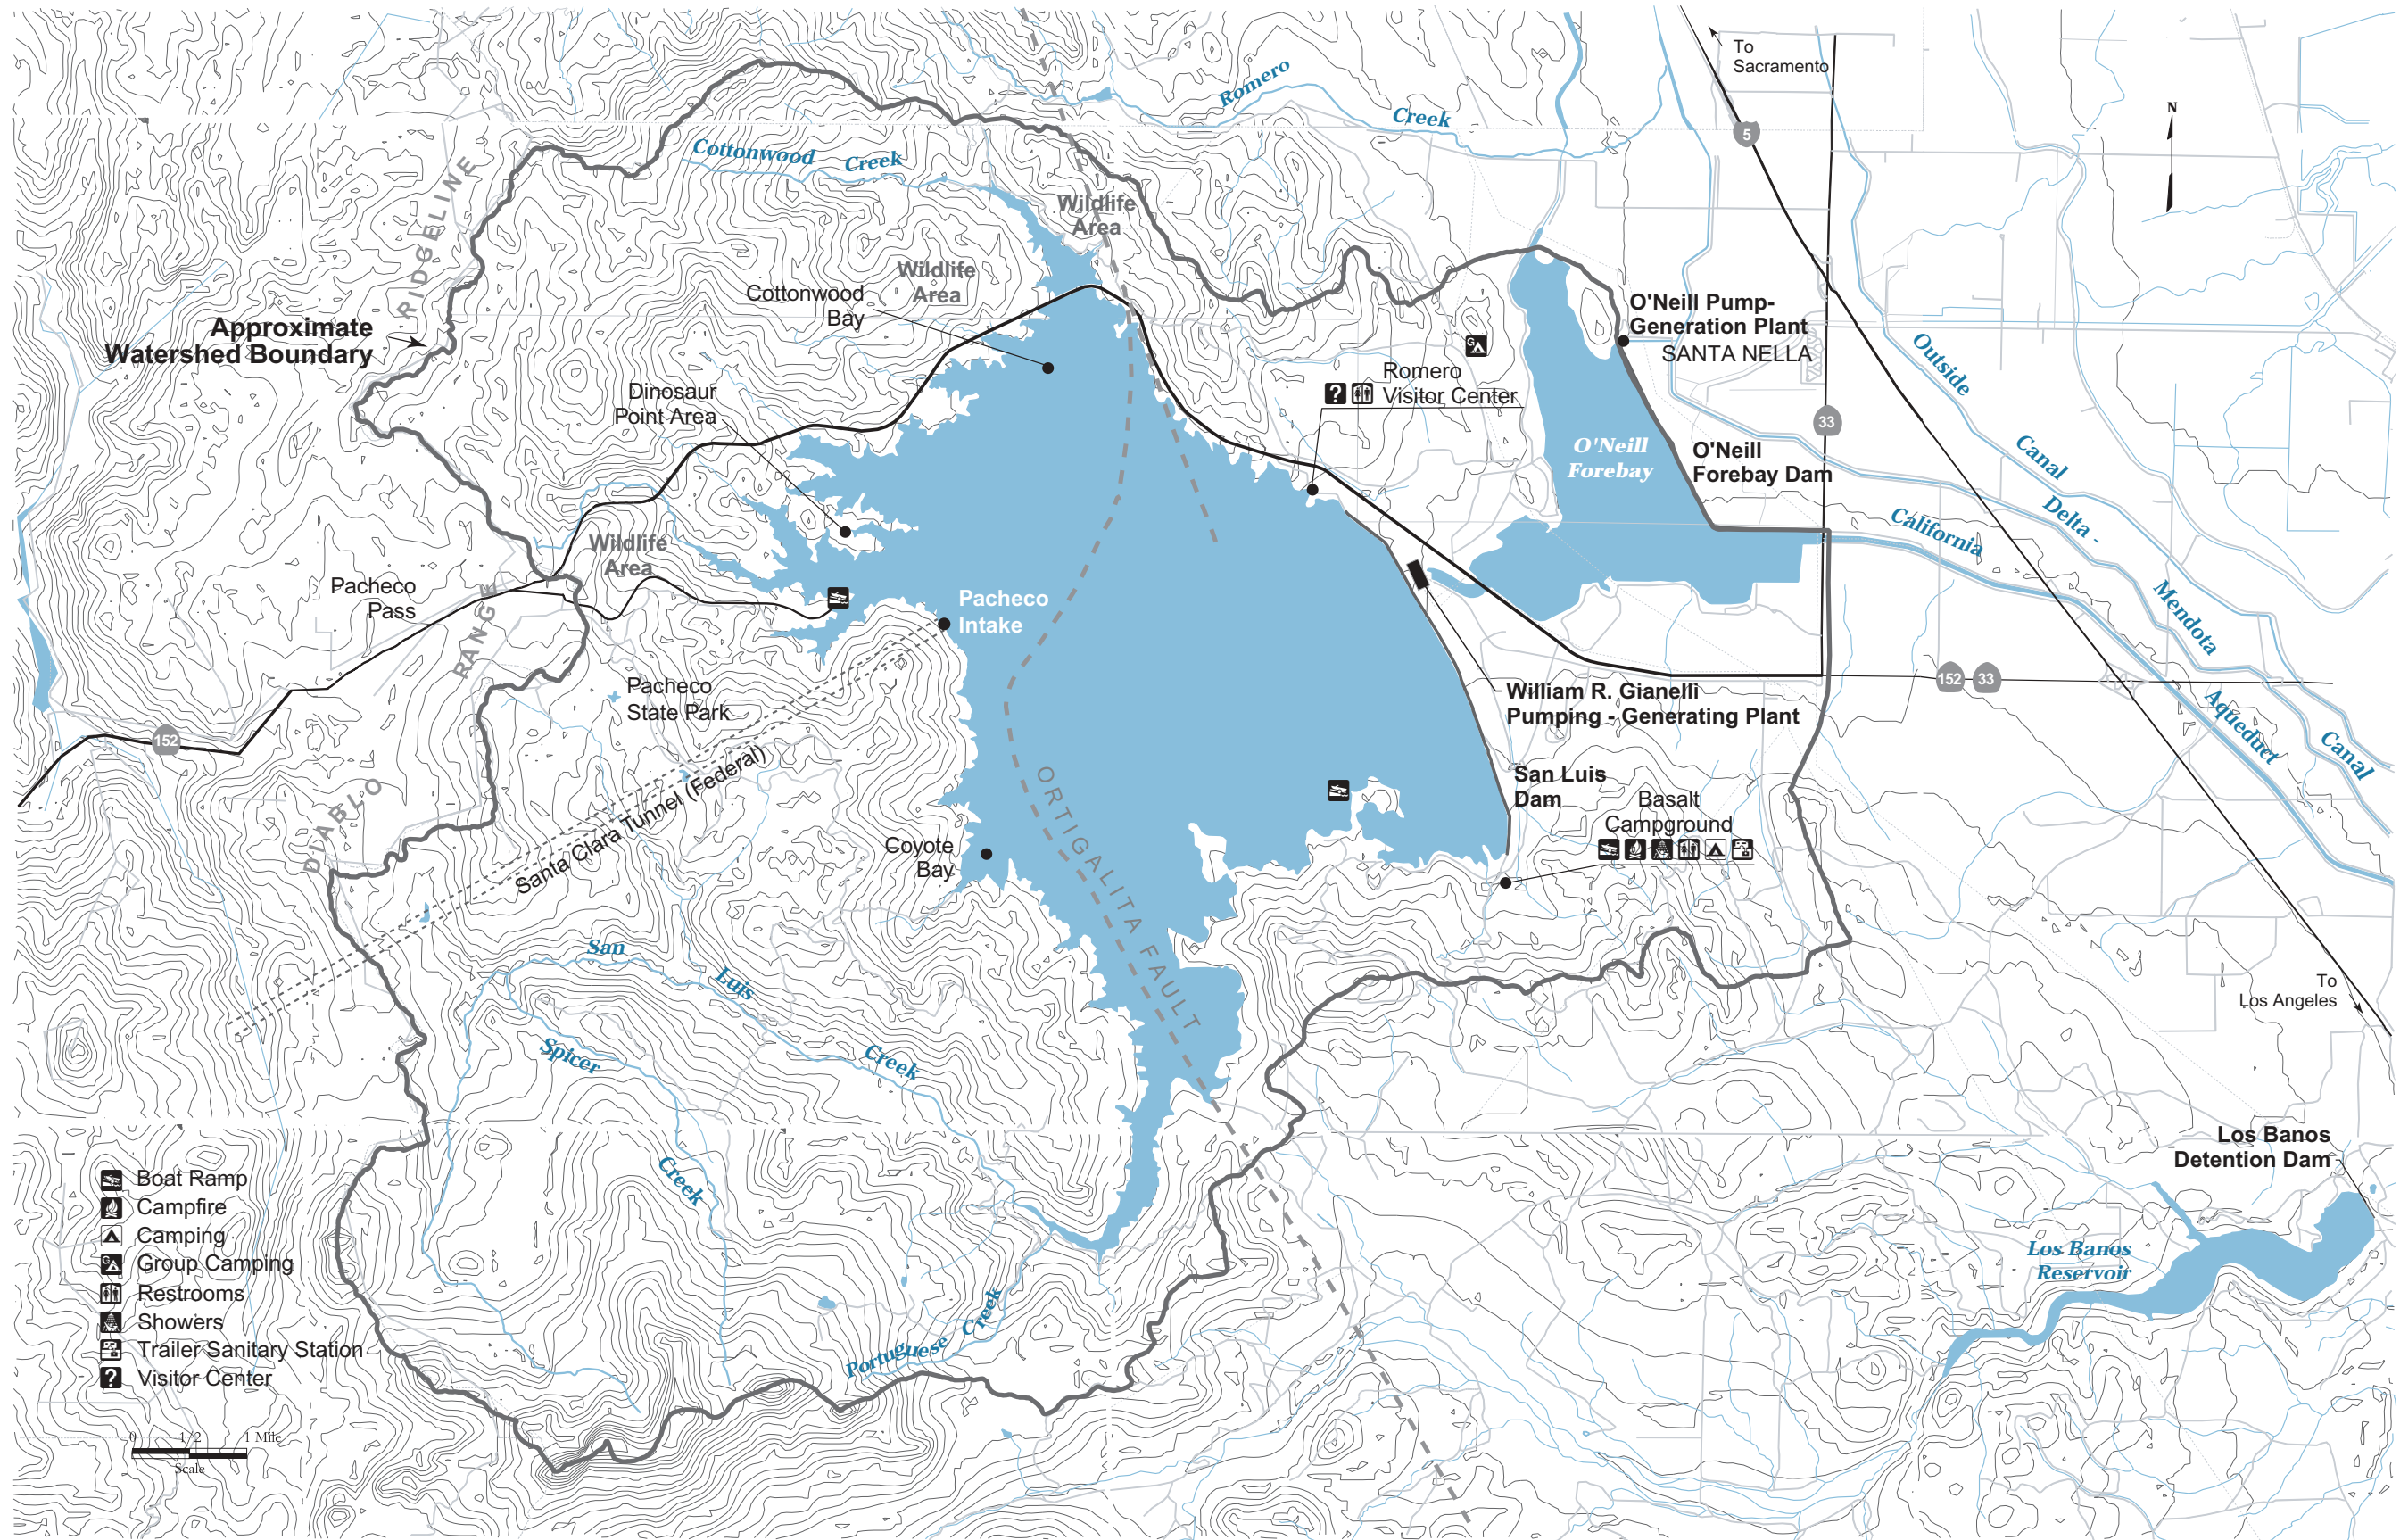 To
Sacramento
N
5
Romero
Creek
Cottonwood Creek
Wildlife
Area
RIDGELINE
Wildlife
Area
Cottonwood
Bay
Approximate
Watershed Boundary
O'Neill Pump-
Generation Plant
SANTA NELLA
Outside
Canal
Romero
? Visitor Center
G
Dinosaur
Point Area
33
O'Neill
Forebay
O'Neill
Forebay Dam
Delta -
Mendota
Canal
California
Aqueduct
Wildlife
Area
Pacheco
Pass
Pacheco
Intake
RANGE
Pacheco
State Park
152
152 33
William R. Gianelli
Pumping - Generating Plant
San Luis
Dam
Basalt
Campground
DIABLO
Santa Clara Tunnel (Federal)
ORTIGALITA FAULT
Coyote
Bay
San
Luis
Creek
Spicer
Creek
To
Los Angeles
Los Banos
Detention Dam
Los Banos
Reservoir
Portuguese Creek
Boat Ramp
Campfire
Camping
G Group Camping
Restrooms
Showers
Trailer Sanitary Station
? Visitor Center
0 1/2 1 Mile
Scale